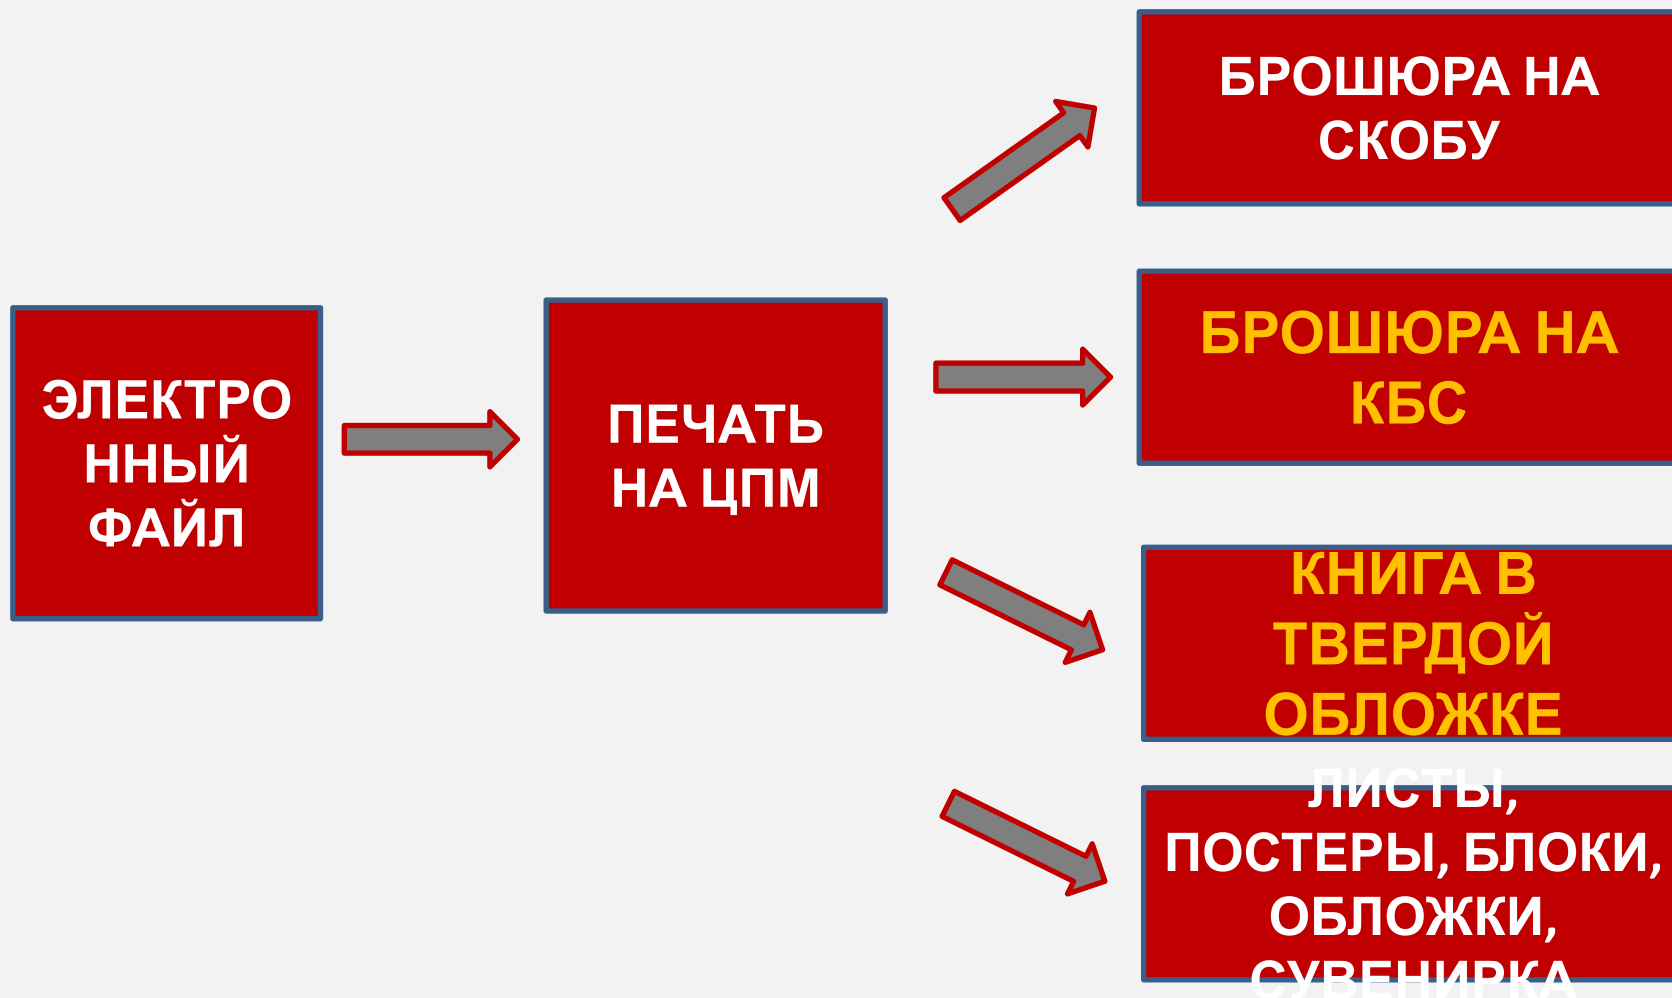 ЭЛЕКТРО
ННЫЙ
ФАЙЛ
ПЕЧАТЬ
НА ЦПМ
БРОШЮРА НА
СКОБУ
БРОШЮРА НА
КБС
КНИГА В
ТВЕРДОЙ
ОБЛОЖКЕ
ЛИСТЫ,
ПОСТЕРЫ, БЛОКИ,
ОБЛОЖКИ,
СУВЕНИРКА